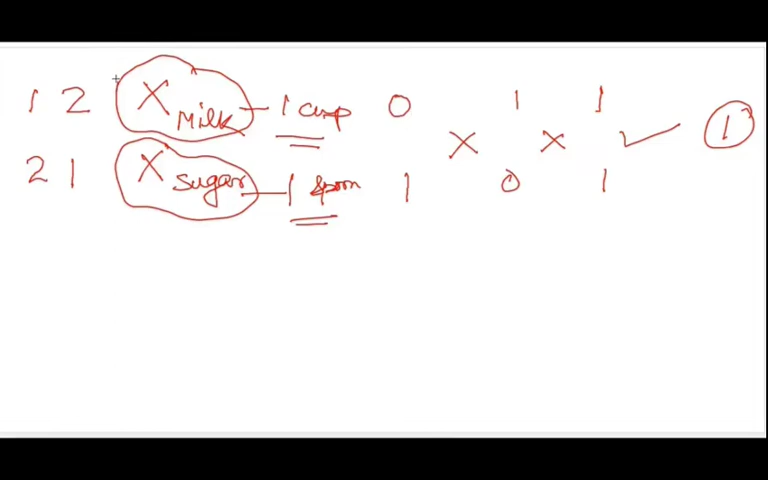 1 2 X Milk - 1 cup 0 1 1
X X ✓ 1
2 1 X sugar - 1 spoon 1 0 1